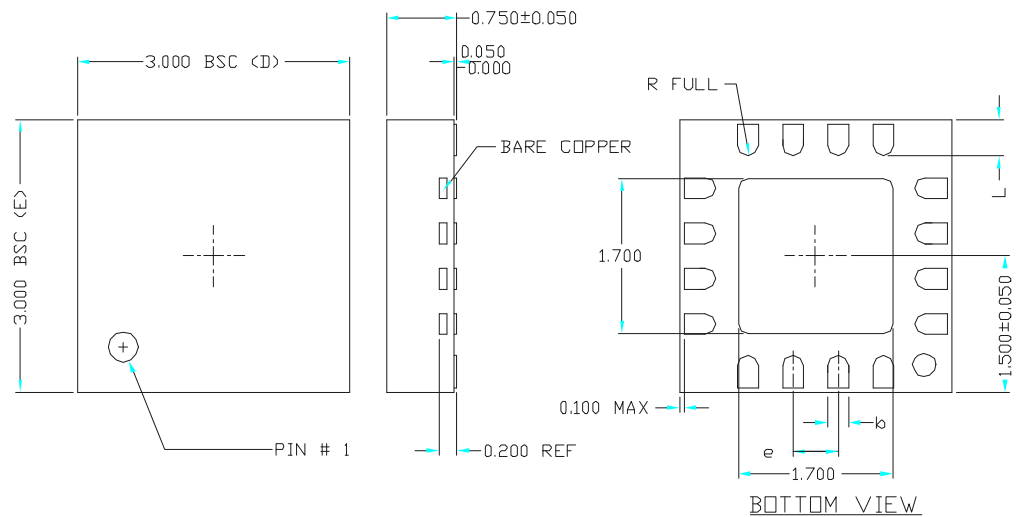 0.750±0.050
3.000 BSC (D)
0.050
0.000
R FULL
BARE COPPER
L
3.000 BSC (E)
1.700
1.500±0.050
0.100 MAX
b
PIN # 1
0.200 REF
e
1.700
BOTTOM VIEW